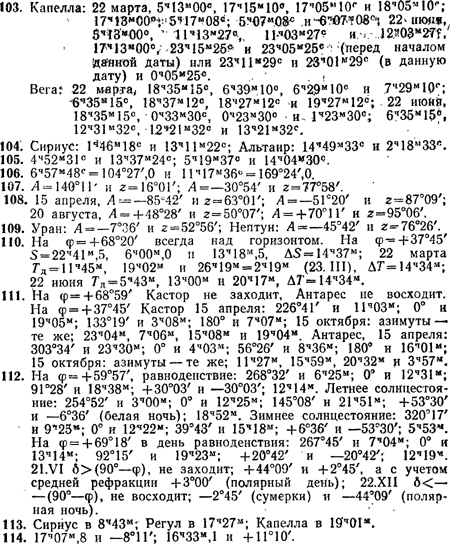 103. Капелла: 22 марта, 5ч13м00с, 17ч15м10с, 17ч05м10с и 18ч05м10с;
17ч13м00с; 5ч17м08с; 5ч07м08с и 6ч07м08с; 22 июня,
5ч13м00с, 11ч13м27с, 11ч03м27с и 12ч03м27с,
17ч13м00с, 23ч15м25с и 23ч05м25с (перед началом
данной даты) или 23ч11м29с и 23ч01м29с (в данную
дату) и 0ч05м25с.
Вега: 22 марта, 18ч35м15с, 6ч39м10с, 6ч29м10с и 7ч29м10с;
6ч35м15с, 18ч37м12с, 18ч27м12с и 19ч27м12с; 22 июня,
18ч35м15с, 0ч33м30с, 0ч23м30с и 1ч23м30с; 6ч35м15с,
12ч31м32с, 12ч21м32с и 13ч21м32с.
104. Сириус: 1ч46м18с и 13ч11м22с; Альтаир: 14ч49м33с и 2ч18м33с.
105. 4ч52м31с и 13ч37м24с; 5ч19м37с и 14ч04м30с.
106. 6ч57м48с=104°27′,0 и 11ч17м36с=169°24′,0.
107. A=140°11′ и z=16°01′; A=—30°54′ и z=77°58′.
108. 15 апреля, A=—85°42′ и z=63°01′; A=—51°20′ и z=87°09′;
20 августа, A=+48°28′ и z=50°07′; A=+70°11′ и z=95°06′.
109. Уран: A=—7°36′ и z=52°56′; Нептун: A=—45°42′ и z=76°26′.
110. На φ=+68°20′ всегда над горизонтом. На φ=+37°45′
S=22ч41м,5, 6ч00м,0 и 13ч18м,5, ΔS=14ч37м; 22 марта
Tд=11ч45м, 19ч02м и 26ч19м=2ч19м (23.III), ΔT=14ч34м;
22 июня Tд=5ч43м, 13ч00м и 20ч17м, ΔT=14ч34м.
111. На φ=+68°59′ Кастор не заходит, Антарес не восходит.
На φ=+37°45′ Кастор 15 апреля: 226°41′ и 11ч03м; 0° и
19ч05м; 133°19′ и 3ч08м; 180° и 7ч07м; 15 октября: азимуты —
те же; 23ч04м, 7ч06м, 15ч08м и 19ч04м. Антарес, 15 апреля:
303°34′ и 23ч30м; 0° и 4ч03м; 56°26′ и 8ч36м; 180° и 16ч01м;
15 октября: азимуты — те же; 11ч27м, 15ч59м, 20ч32м и 3ч57м.
112. На φ=+59°57′, равноденствие: 268°32′ и 6ч25м; 0° и 12ч31м;
91°28′ и 18ч38м; +30°03′ и —30°03′; 12ч14м. Летнее солнцестоя-
ние: 254°52′ и 3ч00м; 0° и 12ч25м; 145°08′ и 21ч51м; +53°30′
и —6°36′ (белая ночь); 18ч52м. Зимнее солнцестояние: 320°17′
и 9ч25м; 0° и 12ч22м; 39°43′ и 15ч18м; +6°36′ и —53°30′; 5ч53м.
На φ=+69°18′ в день равноденствия: 267°45′ и 7ч04м; 0° и
13ч14м; 92°15′ и 19ч23м; +20°42′ и —20°42′; 12ч19м.
21.VI δ>(90°—φ), не заходит; +44°09′ и +2°45′, а с учетом
средней рефракции +3°00′ (полярный день); 22.XII δ<—
—(90°—φ), не восходит; —2°45′ (сумерки) и —44°09′ (поляр-
ная ночь).
113. Сириус в 8ч43м; Регул в 17ч27м; Капелла в 19ч01м.
114. 17ч07м,8 и —8°11′; 16ч33м,1 и +11°10′.